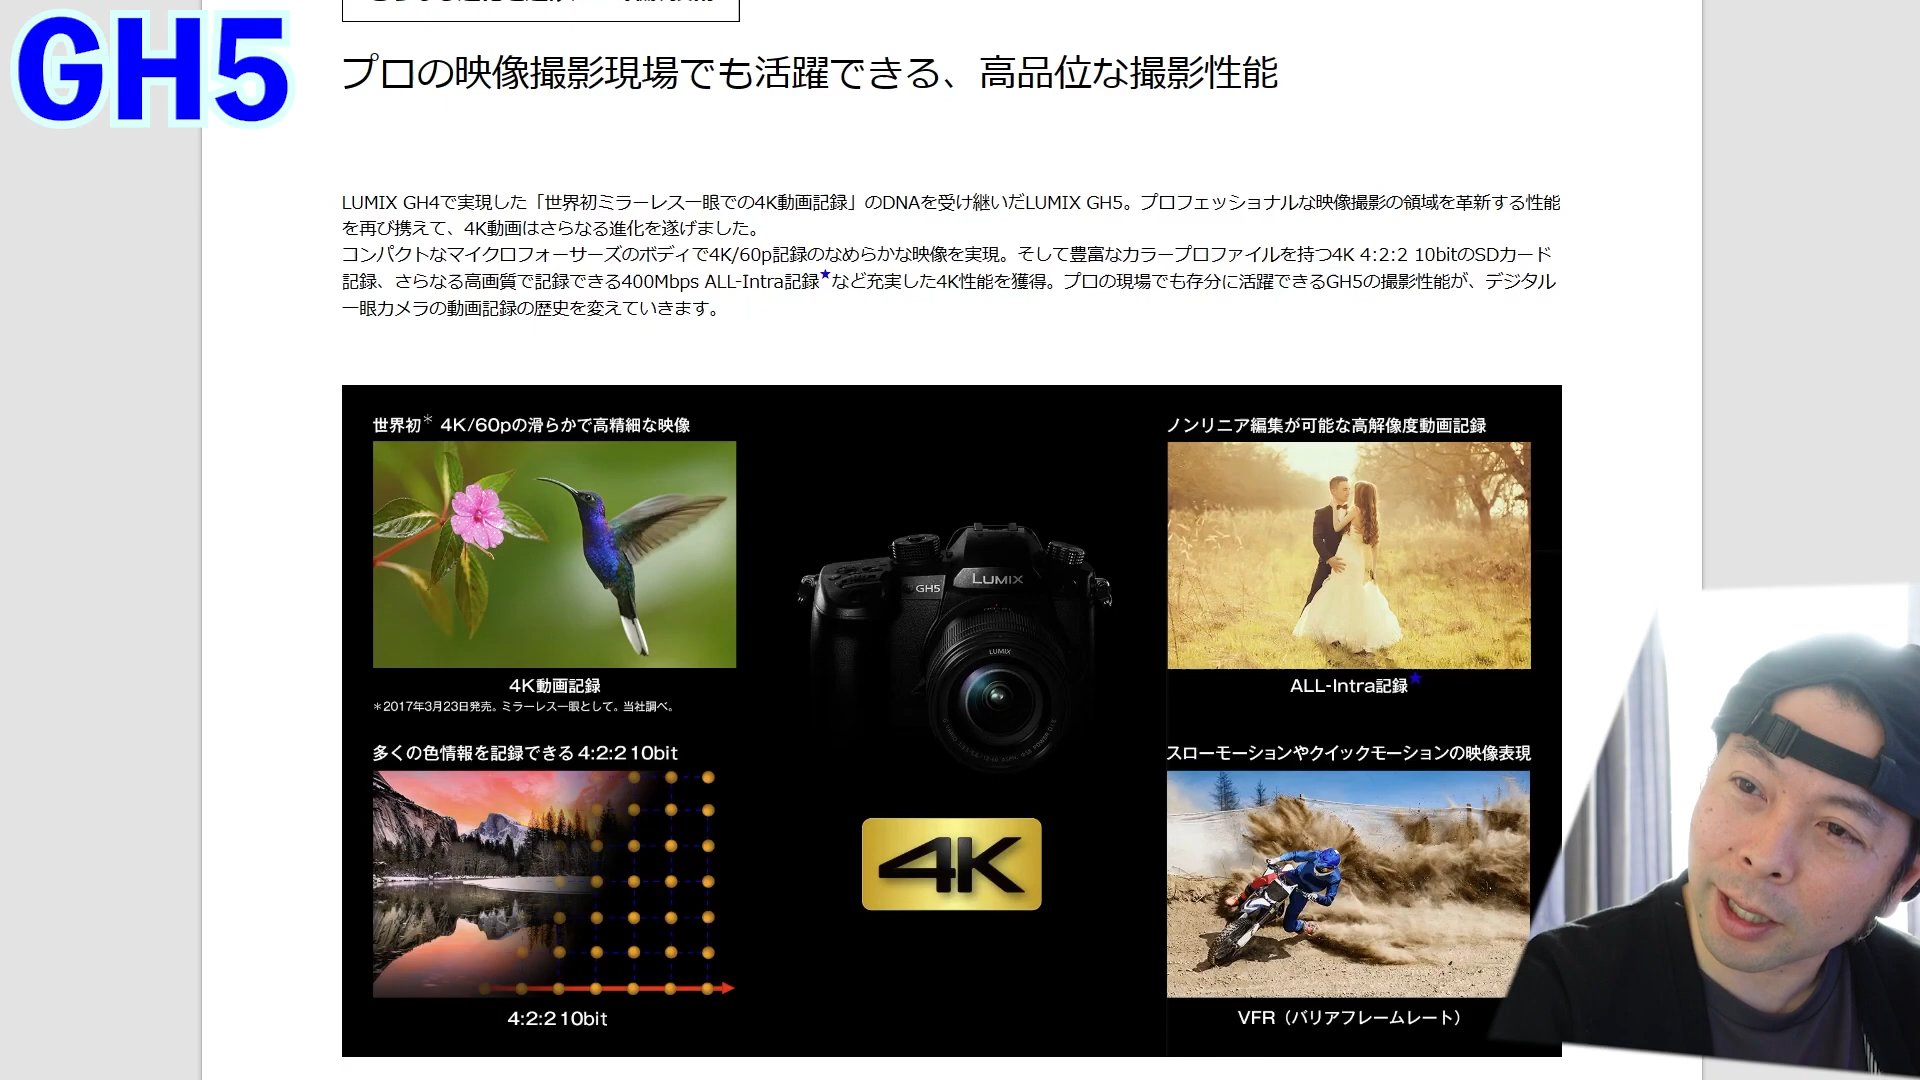 GH5
プロの映像撮影現場でも活躍できる、高品位な撮影性能
LUMIX GH4で実現した「世界初ミラーレス一眼での4K動画記録」のDNAを受け継いだLUMIX GH5。プロフェッショナルな映像撮影の領域を革新する性能
を再び携えて、4K動画はさらなる進化を遂げました。
コンパクトなマイクロフォーサーズのボディで4K/60p記録のなめらかな映像を実現。そして豊富なカラープロファイルを持つ4K 4:2:2 10bitのSDカード
記録、さらなる高画質で記録できる400Mbps ALL-Intra記録★など充実した4K性能を獲得。プロの現場でも存分に活躍できるGH5の撮影性能が、デジタル
一眼カメラの動画記録の歴史を変えていきます。
世界初＊ 4K/60pの滑らかで高精細な映像
ノンリニア編集が可能な高解像度動画記録
GH5
LUMIX
LUMIX
4K動画記録
ALL-Intra記録★
＊2017年3月23日発売。ミラーレス一眼として。当社調べ。
多くの色情報を記録できる 4:2:2 10bit
スローモーションやクイックモーションの映像表現
4K
4:2:2 10bit
VFR（バリアフレームレート）